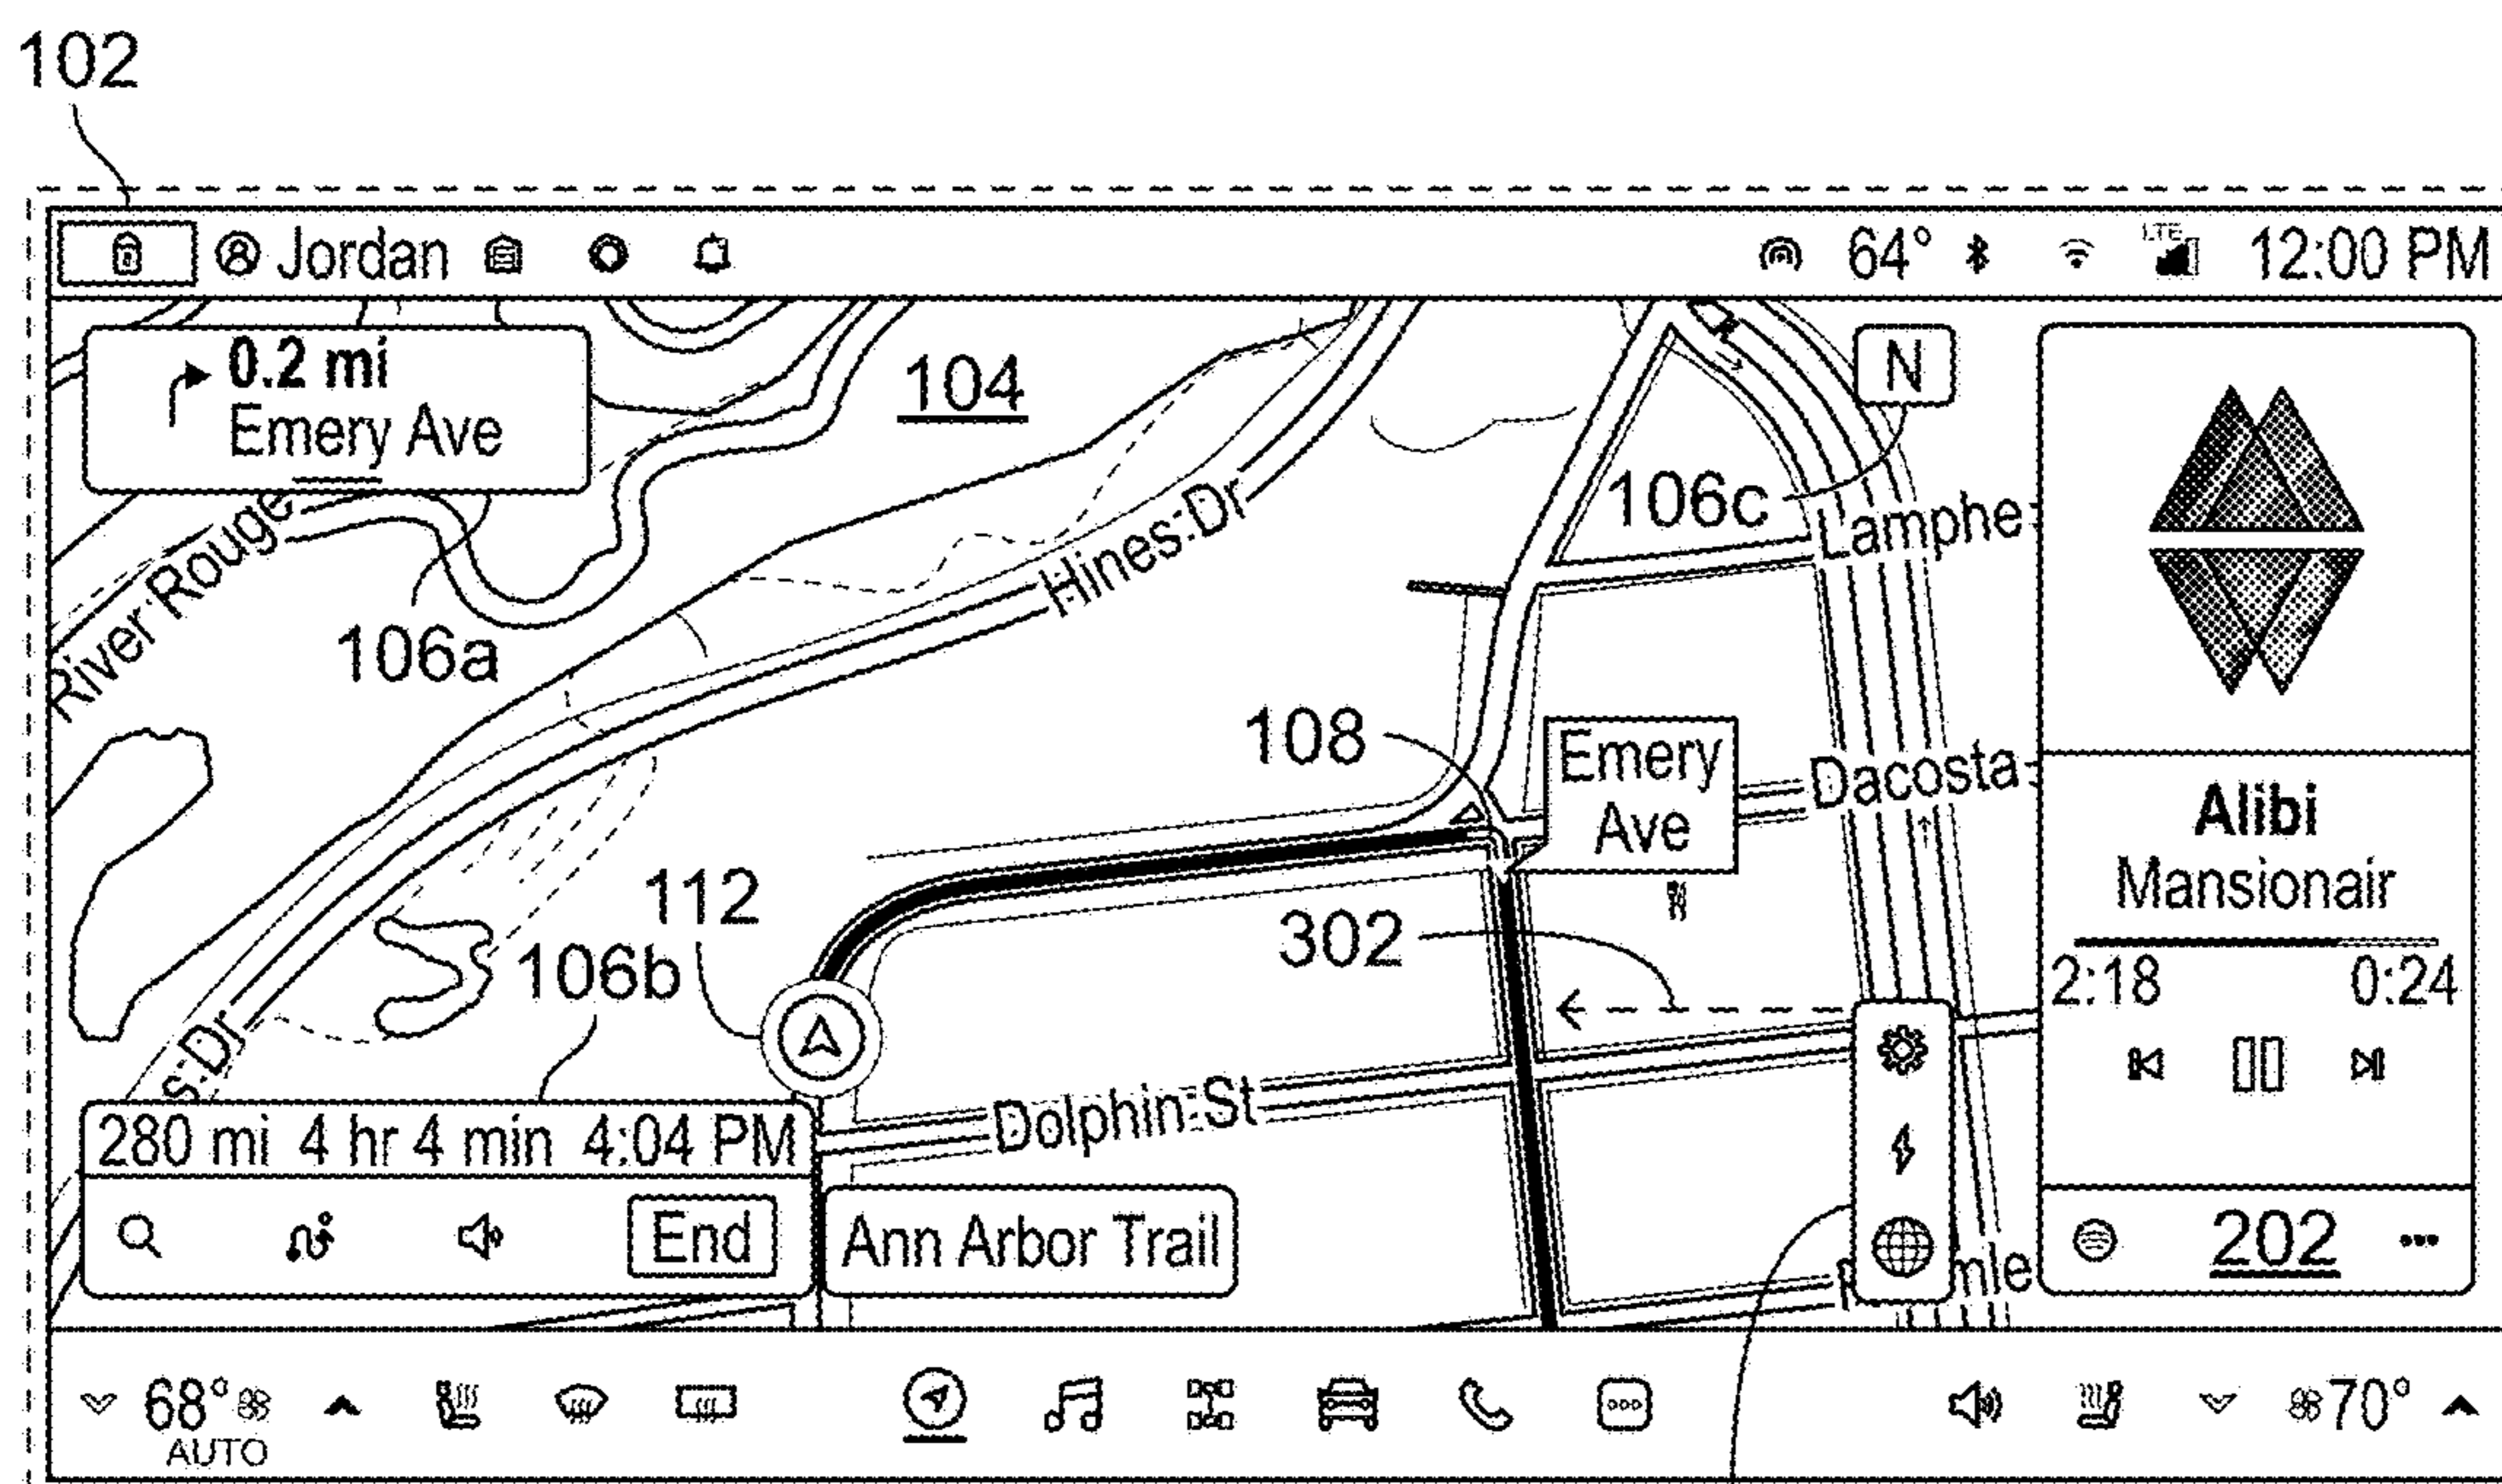 102
Jordan
64°
LTE
12:00 PM
0.2 mi
Emery Ave
104
N
106c
Lamphe
River Rouge
Hines Dr
106a
108
Emery
Ave
Dacosta
Alibi
Mansionair
112
302
106b
2:18 0:24
s Dr
280 mi 4 hr 4 min 4:04 PM
Dolphin St
End
Ann Arbor Trail
202
68°
AUTO
70°